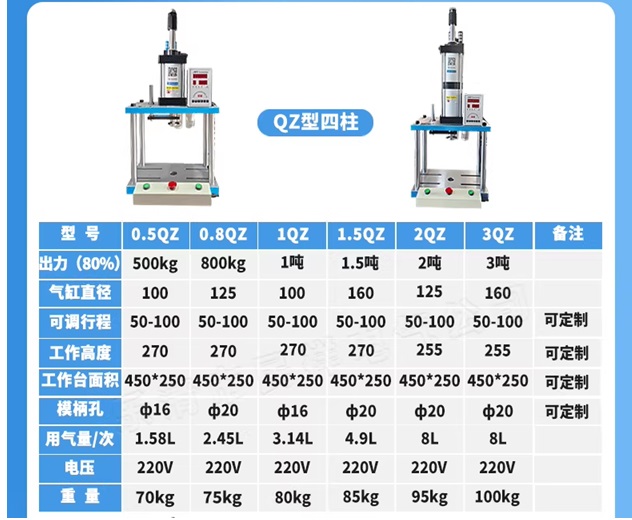 QZ型四柱
型 号 0.5QZ 0.8QZ 1QZ 1.5QZ 2QZ 3QZ 备注
出力（80%） 500kg 800kg 1吨 1.5吨 2吨 3吨
气缸直径 100 125 100 160 125 160
可调行程 50-100 50-100 50-100 50-100 50-100 50-100 可定制
工作高度 270 270 270 270 255 255 可定制
工作台面积 450*250 450*250 450*250 450*250 450*250 450*250 可定制
模柄孔 ф16 ф20 ф16 ф20 ф20 ф20 可定制
用气量/次 1.58L 2.45L 3.14L 4.9L 8L 8L
电压 220V 220V 220V 220V 220V 220V
重 量 70kg 75kg 80kg 85kg 95kg 100kg